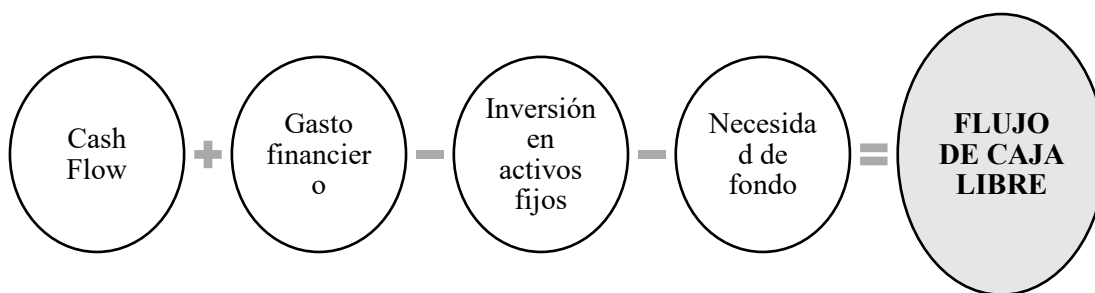 Cash
Flow
+
Gasto
financier
o
-
Inversión
en
activos
fijos
-
Necesida
d de
fondo
=
FLUJO
DE CAJA
LIBRE